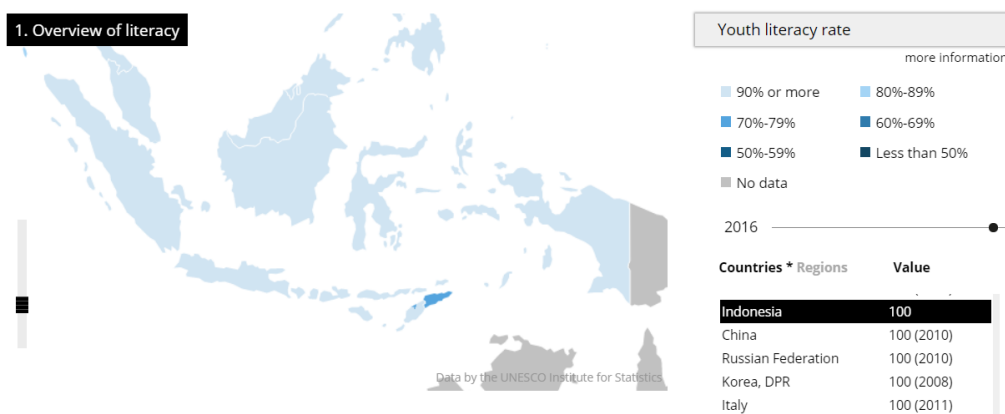 1. Overview of literacy
Youth literacy rate
more information
90% or more
80%-89%
70%-79%
60%-69%
50%-59%
Less than 50%
No data
2016
Countries * Regions Value
Indonesia 100
China 100 (2010)
Russian Federation 100 (2010)
Korea, DPR 100 (2008)
Italy 100 (2011)
Data by the UNESCO Institute for Statistics